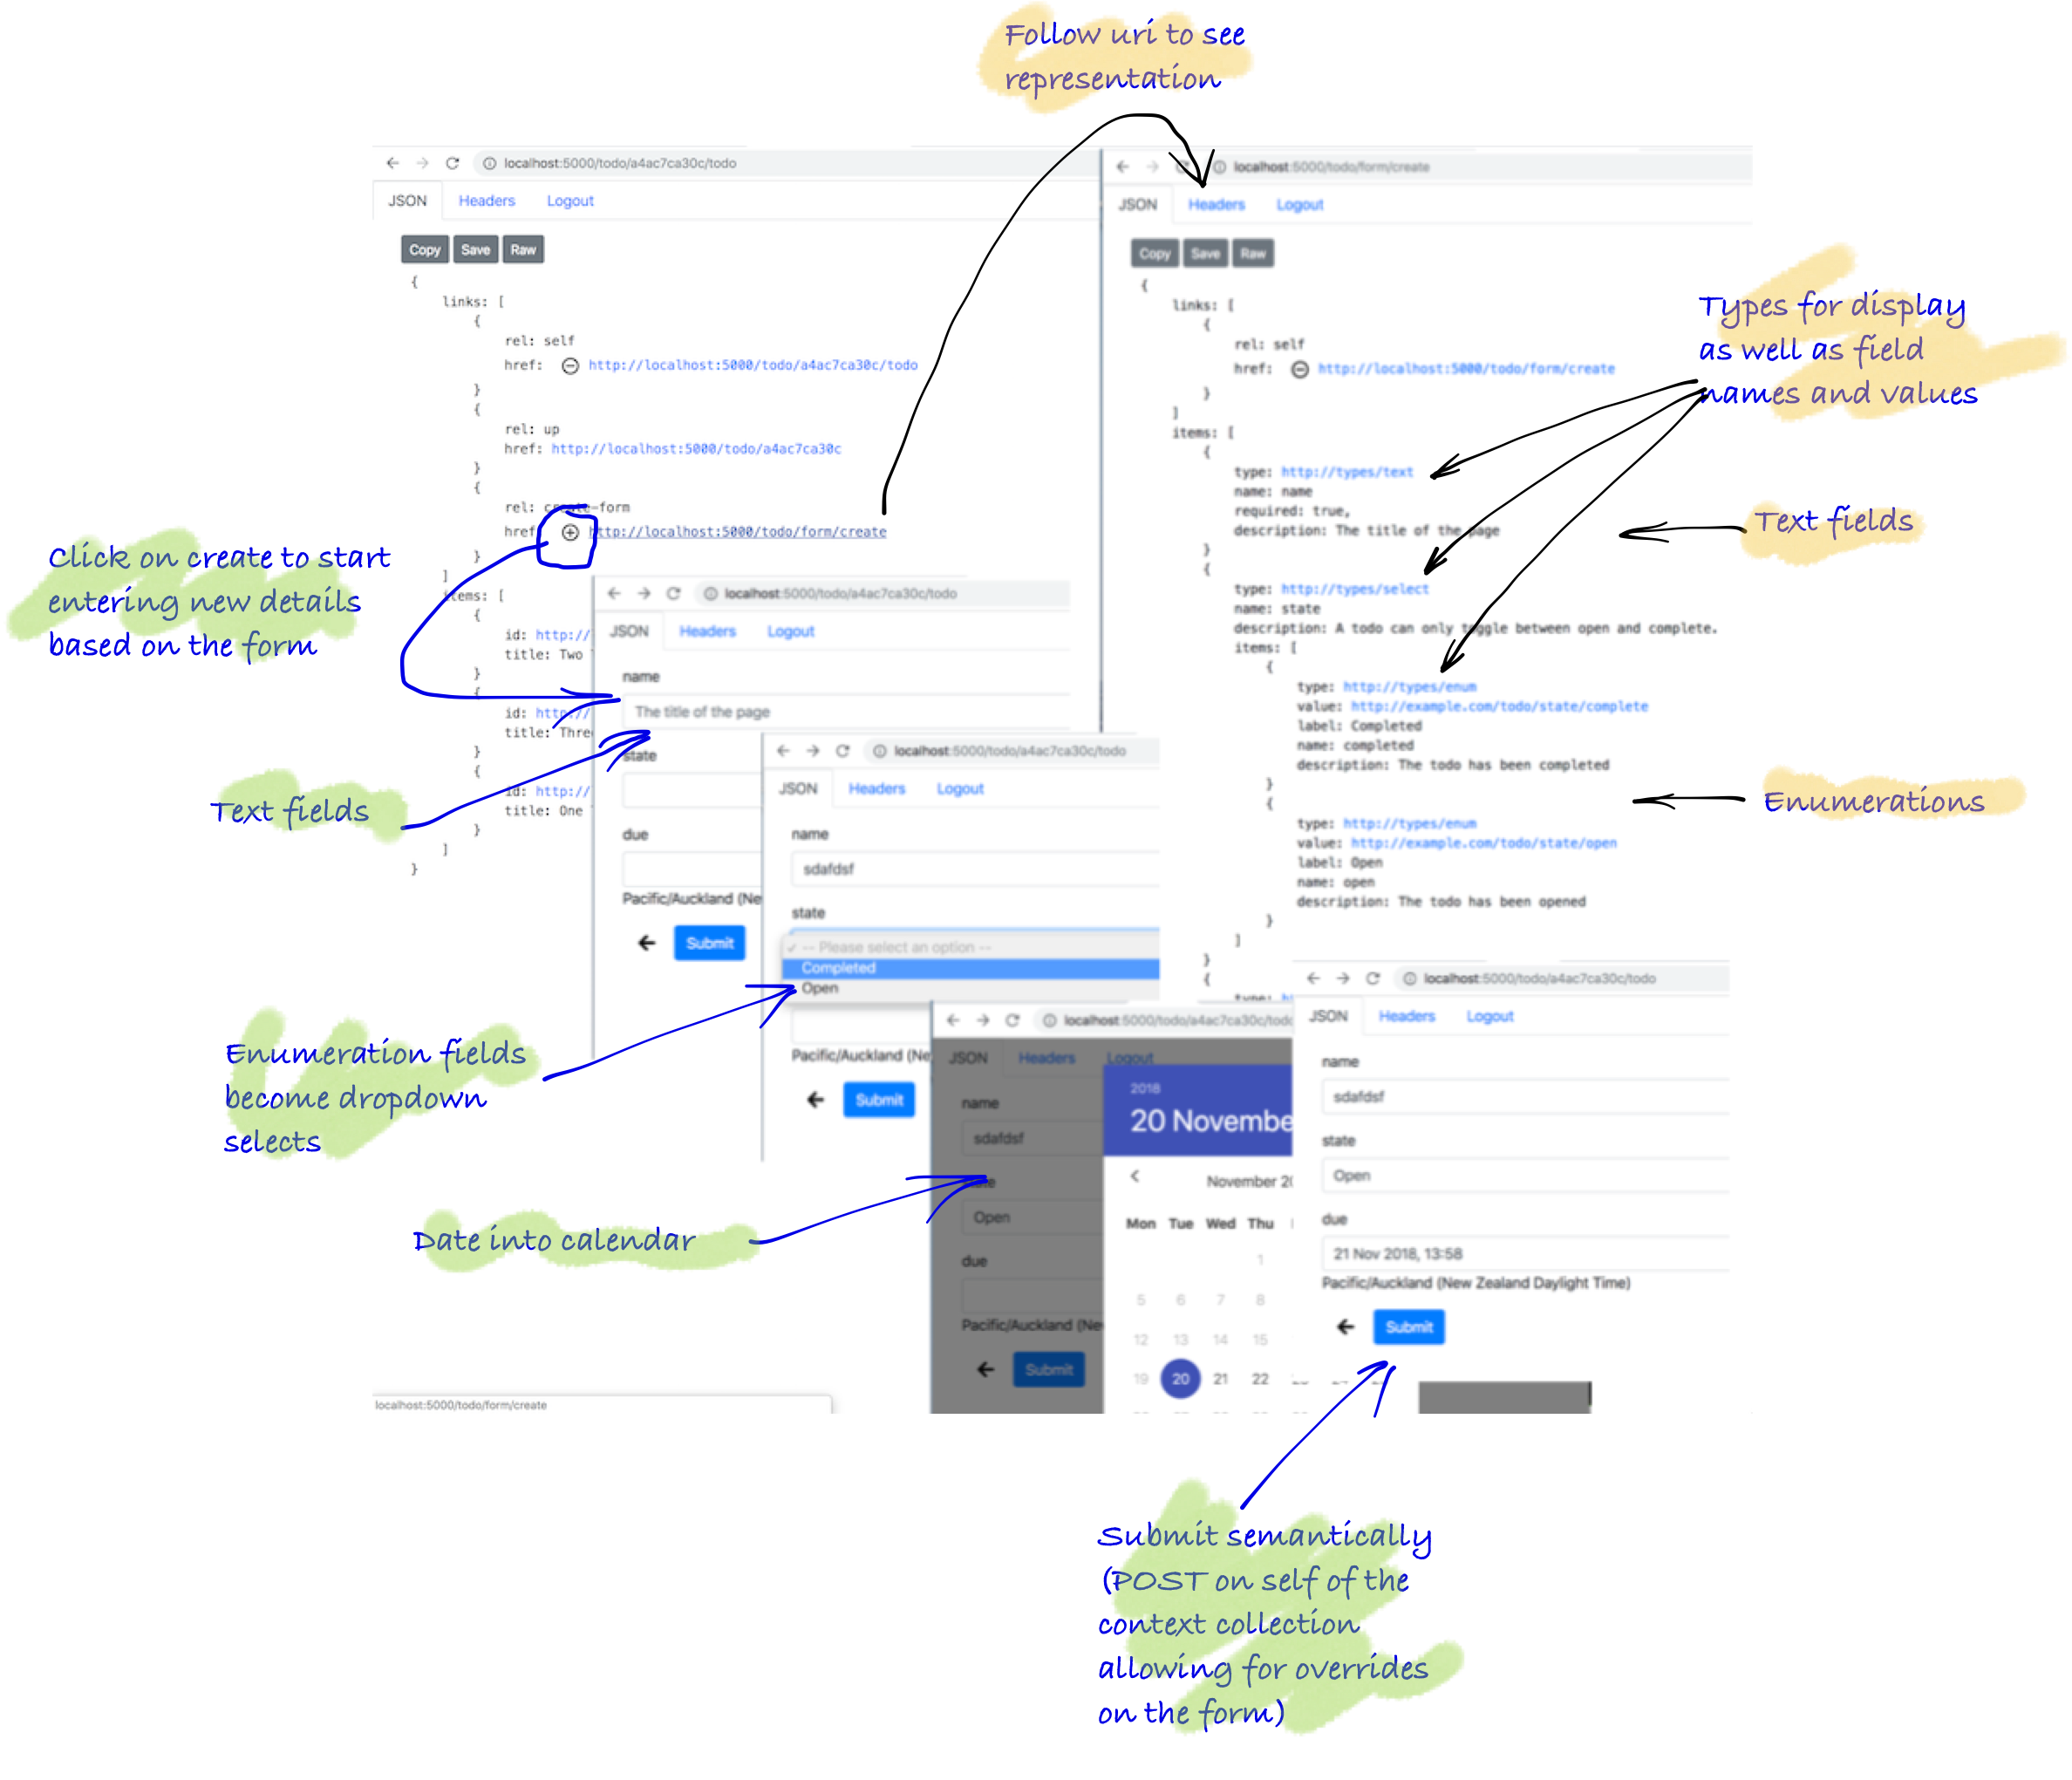 Follow uri to see
representation
localhost:5000/todo/a4ac7ca30c/todo
JSON Headers Logout
Copy Save Raw
{
links: [
{
rel: self
href: http://localhost:5000/todo/a4ac7ca30c/todo
}
{
rel: up
href: http://localhost:5000/todo/a4ac7ca30c
}
{
rel: create-form
href: http://localhost:5000/todo/form/create
}
]
items: [
{
id: http://
title: Two
}
{
id: http://
title: Three
}
{
id: http://
title: One
}
]
}
localhost:5000/todo/form/create
Click on create to start
entering new details
based on the form
Text fields
Enumeration fields
become dropdown
selects
Date into calendar
localhost:5000/todo/form/create
JSON Headers Logout
Copy Save Raw
{
links: [
{
rel: self
href: http://localhost:5000/todo/form/create
}
]
items: [
{
type: http://types/text
name: name
required: true,
description: The title of the page
}
{
type: http://types/select
name: state
description: A todo can only toggle between open and complete.
items: [
{
type: http://types/enum
value: http://example.com/todo/state/complete
label: Completed
name: completed
description: The todo has been completed
}
{
type: http://types/enum
value: http://example.com/todo/state/open
label: Open
name: open
description: The todo has been opened
}
]
}
{
type:
Types for display
as well as field
names and values
Text fields
Enumerations
localhost:5000/todo/a4ac7ca30c/todo
JSON Headers Logout
name
The title of the page
state
due
Pacific/Auckland (Ne
Submit
localhost:5000/todo/a4ac7ca30c/todo
JSON Headers Logout
name
sdafdsf
state
-- Please select an option --
Completed
Open
Pacific/Auckland (Ne
Submit
localhost:5000/todo/a4ac7ca30c/todo
JSON Headers Logout
name
sdafdsf
state
Open
due
Pacific/Auckland (Ne
Submit
2018
20 Novembe
November 20
Mon Tue Wed Thu
1
5 6 7 8
12 13 14 15
19 20 21 22
localhost:5000/todo/a4ac7ca30c/todo
JSON Headers Logout
name
sdafdsf
state
Open
due
21 Nov 2018, 13:58
Pacific/Auckland (New Zealand Daylight Time)
Submit
Submit semantically
(POST on self of the
context collection
allowing for overrides
on the form)